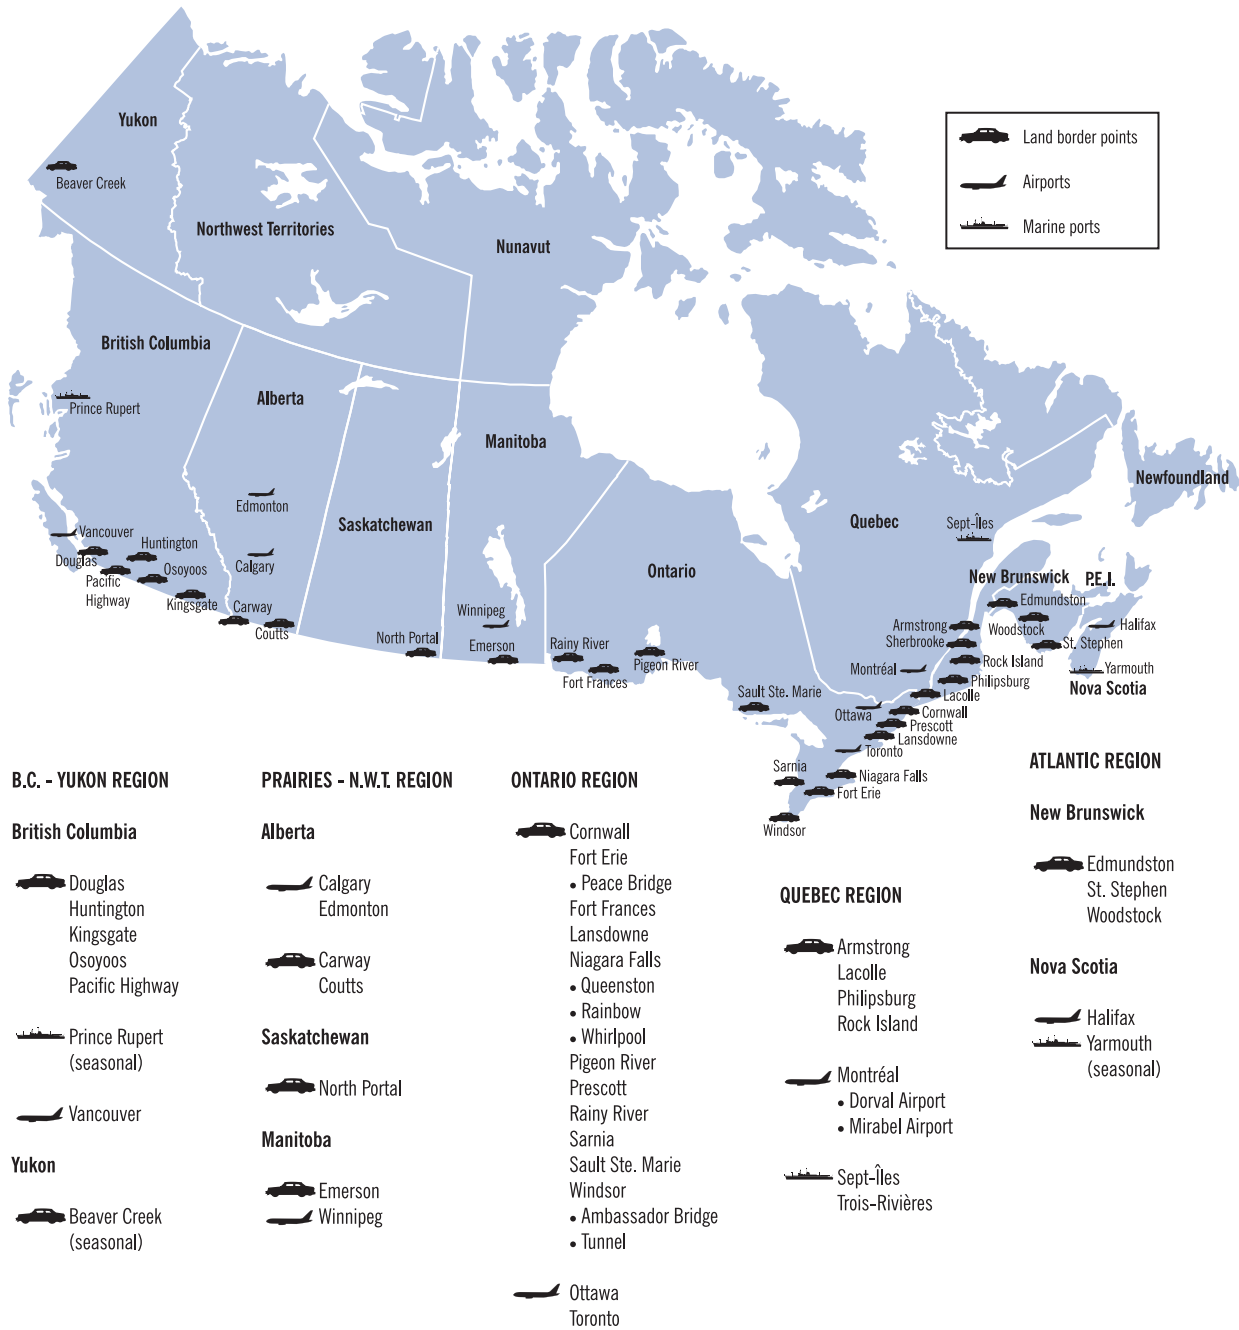 Land border points
Airports
Marine ports
Yukon
Beaver Creek
Northwest Territories
Nunavut
British Columbia
Prince Rupert
Alberta
Manitoba
Edmonton
Saskatchewan
Quebec
Newfoundland
Sept-Îles
Vancouver
Huntington
Douglas
Osoyoos
Pacific
Highway
Kingsgate
Calgary
Carway
Coutts
Ontario
Winnipeg
North Portal
Emerson
Rainy River
Fort Frances
Pigeon River
New Brunswick
P.E.I.
Edmundston
Armstrong
Woodstock
Halifax
Sherbrooke
St. Stephen
Rock Island
Montréal
Yarmouth
Philipsburg
Nova Scotia
Sault Ste. Marie
Lacolle
Ottawa
Cornwall
Prescott
Lansdowne
Toronto
Sarnia
Niagara Falls
Fort Erie
Windsor
B.C. - YUKON REGION
British Columbia
Douglas
Huntington
Kingsgate
Osoyoos
Pacific Highway
Prince Rupert
(seasonal)
Vancouver
Yukon
Beaver Creek
(seasonal)
PRAIRIES - N.W.T. REGION
Alberta
Calgary
Edmonton
Carway
Coutts
Saskatchewan
North Portal
Manitoba
Emerson
Winnipeg
ONTARIO REGION
Cornwall
Fort Erie
• Peace Bridge
Fort Frances
Lansdowne
Niagara Falls
• Queenston
• Rainbow
• Whirlpool
Pigeon River
Prescott
Rainy River
Sarnia
Sault Ste. Marie
Windsor
• Ambassador Bridge
• Tunnel
Ottawa
Toronto
QUEBEC REGION
Armstrong
Lacolle
Philipsburg
Rock Island
Montréal
• Dorval Airport
• Mirabel Airport
Sept-Îles
Trois-Rivières
ATLANTIC REGION
New Brunswick
Edmundston
St. Stephen
Woodstock
Nova Scotia
Halifax
Yarmouth
(seasonal)